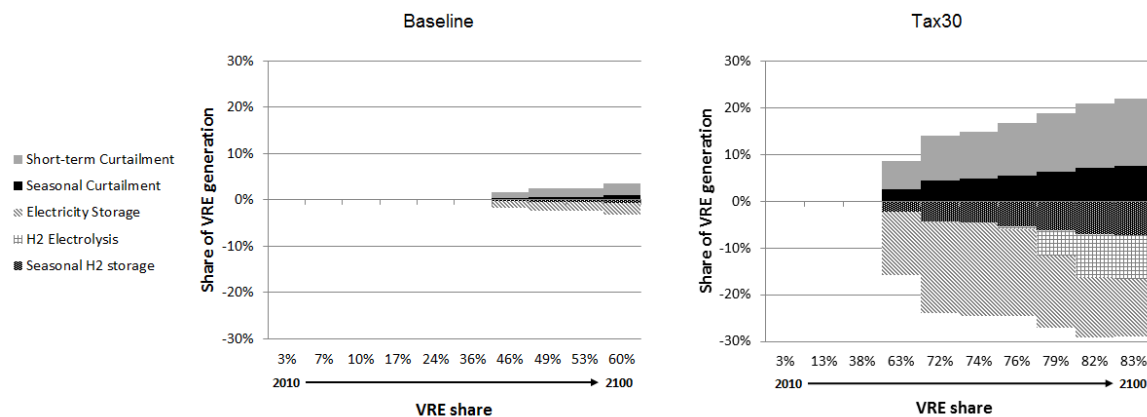 Baseline
Tax30
Short-term Curtailment
Seasonal Curtailment
Electricity Storage
H2 Electrolysis
Seasonal H2 storage
Share of VRE generation
30%
20%
10%
0%
-10%
-20%
-30%
3% 7% 10% 17% 24% 36% 46% 49% 53% 60%
2010 2100
VRE share
Share of VRE generation
30%
20%
10%
0%
-10%
-20%
-30%
3% 13% 38% 63% 72% 74% 76% 79% 82% 83%
2010 2100
VRE share